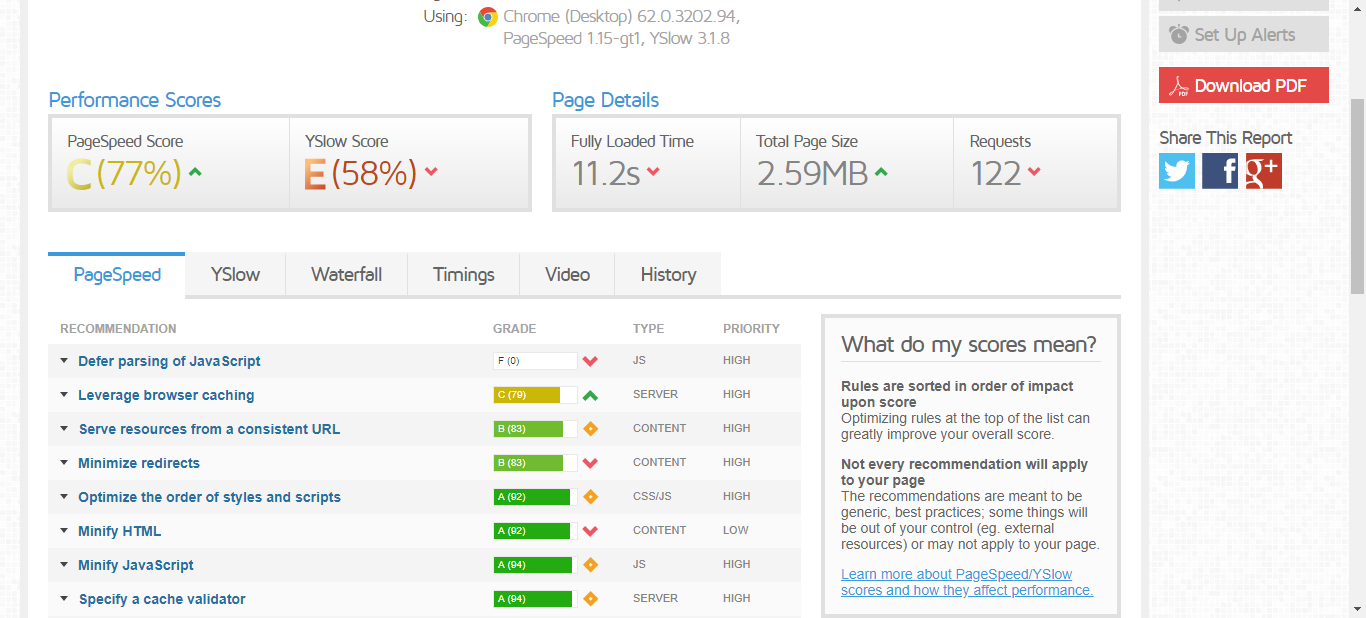 Using: Chrome (Desktop) 62.0.3202.94,
PageSpeed 1.15-gt1, YSlow 3.1.8
Set Up Alerts
Download PDF
Share This Report
Performance Scores
Page Details
PageSpeed Score
YSlow Score
Fully Loaded Time
Total Page Size
Requests
C (77%)
E (58%)
11.2s
2.59MB
122
PageSpeed
YSlow
Waterfall
Timings
Video
History
RECOMMENDATION GRADE TYPE PRIORITY
Defer parsing of JavaScript F (0) JS HIGH
Leverage browser caching C (79) SERVER HIGH
Serve resources from a consistent URL B (83) CONTENT HIGH
Minimize redirects B (83) CONTENT HIGH
Optimize the order of styles and scripts A (92) CSS/JS HIGH
Minify HTML A (92) CONTENT LOW
Minify JavaScript A (94) JS HIGH
Specify a cache validator A (94) SERVER HIGH
What do my scores mean?
Rules are sorted in order of impact
upon score
Optimizing rules at the top of the list can
greatly improve your overall score.
Not every recommendation will apply
to your page
The recommendations are meant to be
generic, best practices; some things will
be out of your control (eg. external
resources) or may not apply to your page.
Learn more about PageSpeed/YSlow
scores and how they affect performance.